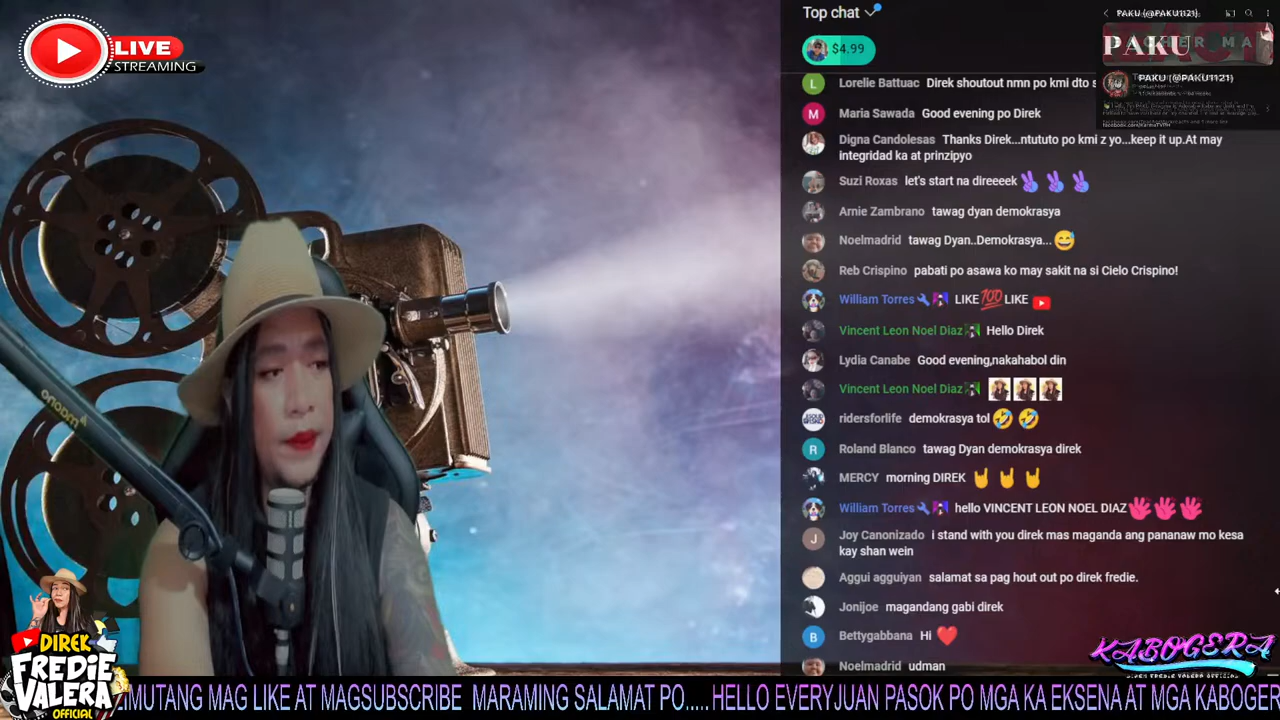 LIVE
STREAMING
Top chat
$4.99
PAKU (@PAKU1121)
PAKU
PAKU (@PAKU1121)
Lorelie Battuac Direk shoutout nmn po kmi dto s
Maria Sawada Good evening po Direk
Digna Candolesas Thanks Direk...ntututo po kmi z yo...keep it up.At may
integridad ka at prinzipyo
Suzi Roxas let's start na direeeek
Arnie Zambrano tawag dyan demokrasya
Noelmadrid tawag Dyan..Demokrasya...
Reb Crispino pabati po asawa ko may sakit na si Cielo Crispino!
William Torres LIKE 100 LIKE
Vincent Leon Noel Diaz Hello Direk
Lydia Canabe Good evening,nakahabol din
Vincent Leon Noel Diaz
ridersforlife demokrasya tol
R Roland Blanco tawag Dyan demokrasya direk
MERCY morning DIREK
William Torres hello VINCENT LEON NOEL DIAZ
J Joy Canonizado i stand with you direk mas maganda ang pananaw mo kesa
kay shan wein
Aggui agguiyan salamat sa pag hout out po direk fredie.
Jonijoe magandang gabi direk
B Bettygabbana Hi
Noelmadrid udman
maono
DIREK
FREDIE
VALERA
OFFICIAL
KABOGERA
DIREK FREDIE VALERA OFFICIAL
IMUTANG MAG LIKE AT MAGSUBSCRIBE MARAMING SALAMAT PO..... HELLO EVERYJUAN PASOK PO MGA KA EKSENA AT MGA KABOGER